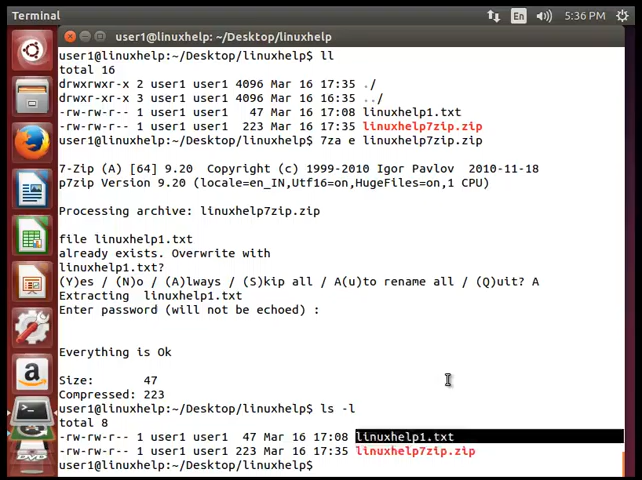 Terminal
En
5:36 PM
user1@linuxhelp: ~/Desktop/linuxhelp
user1@linuxhelp:~/Desktop/linuxhelp$ ll
total 16
drwxrwxr-x 2 user1 user1 4096 Mar 16 17:35 ./
drwxrwxr-x 3 user1 user1 4096 Mar 16 16:35 ../
-rw-rw-r-- 1 user1 user1   47 Mar 16 17:08 linuxhelp1.txt
-rw-rw-r-- 1 user1 user1  223 Mar 16 17:35 linuxhelp7zip.zip
user1@linuxhelp:~/Desktop/linuxhelp$ 7za e linuxhelp7zip.zip
7-Zip (A) [64] 9.20  Copyright (c) 1999-2010 Igor Pavlov  2010-11-18
p7zip Version 9.20 (locale=en_IN,Utf16=on,HugeFiles=on,1 CPU)
Processing archive: linuxhelp7zip.zip
file linuxhelp1.txt
already exists. Overwrite with
linuxhelp1.txt?
(Y)es / (N)o / (A)lways / (S)kip all / A(u)to rename all / (Q)uit? A
Extracting  linuxhelp1.txt
Enter password (will not be echoed) :
Everything is Ok
Size:       47
Compressed: 223
user1@linuxhelp:~/Desktop/linuxhelp$ ls -l
total 8
-rw-rw-r-- 1 user1 user1  47 Mar 16 17:08 linuxhelp1.txt
-rw-rw-r-- 1 user1 user1 223 Mar 16 17:35 linuxhelp7zip.zip
user1@linuxhelp:~/Desktop/linuxhelp$